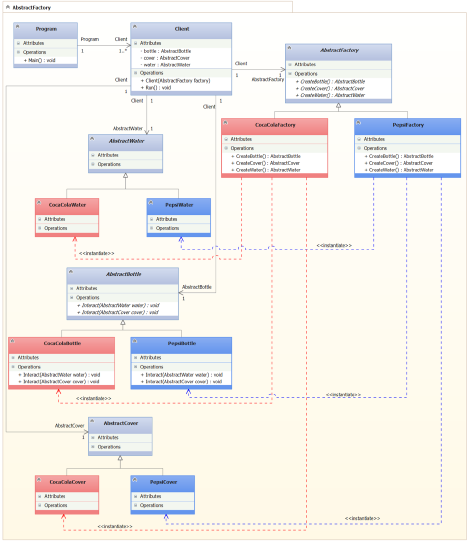 AbstractFactory
Program
Attributes
Operations
+ Main() : void
Program
1
Client
1..*
Client
Attributes
- bottle : AbstractBottle
- cover : AbstractCover
- water : AbstractWater
Operations
+ Client(AbstractFactory factory)
+ Run() : void
Client
1
AbstractFactory
1
AbstractFactory
Attributes
Operations
+ CreateBottle() : AbstractBottle
+ CreateCover() : AbstractCover
+ CreateWater() : AbstractWater
Client
1
Client
1
Client
AbstractWater
1
AbstractWater
Attributes
Operations
CocaColaFactory
Attributes
Operations
+ CreateBottle() : AbstractBottle
+ CreateCover() : AbstractCover
+ CreateWater() : AbstractWater
PepsiFactory
Attributes
Operations
+ CreateBottle() : AbstractBottle
+ CreateCover() : AbstractCover
+ CreateWater() : AbstractWater
CocaColaWater
Attributes
Operations
PepsiWater
Attributes
Operations
<<instantiate>>
<<instantiate>>
AbstractBottle
Attributes
Operations
+ Interact(AbstractWater water) : void
+ Interact(AbstractCover cover) : void
AbstractBottle
1
CocaColaBottle
Attributes
Operations
+ Interact(AbstractWater water) : void
+ Interact(AbstractCover cover) : void
PepsiBottle
Attributes
Operations
+ Interact(AbstractWater water) : void
+ Interact(AbstractCover cover) : void
<<instantiate>>
<<instantiate>>
AbstractCover
1
AbstractCover
Attributes
Operations
CocaColaCover
Attributes
Operations
PepsiCover
Attributes
Operations
<<instantiate>>
<<instantiate>>